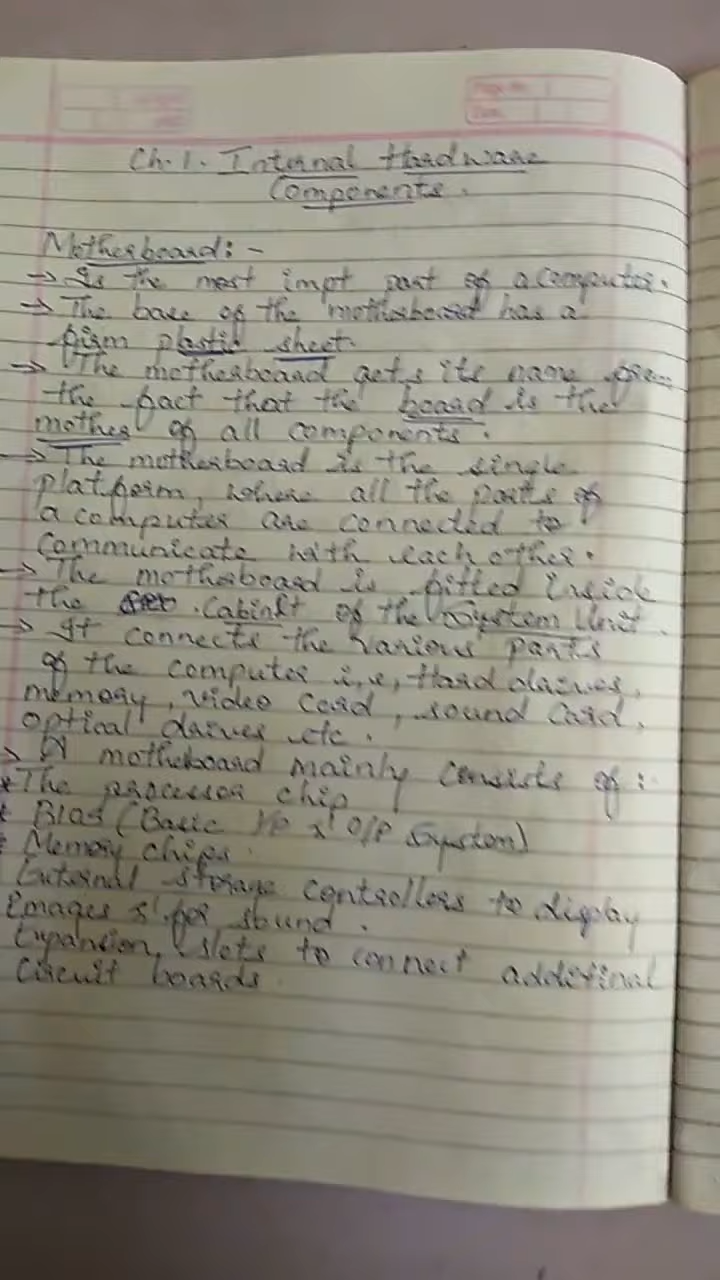 Page No.
Date
Ch.1. Internal Hardware
Components.
Motherboard:-
→ Is the most impt part of a computer.
→ The base of the motherboard has a
firm plastic sheet.
→ The motherboard gets its name
the fact that the board is the
mother of all components.
→ The motherboard is the single
platform, where all the parts of
a computer are connected to
communicate with each other.
→ The motherboard is fitted inside
the Cabinet of the System Unit.
→ It connects the various parts
of the computer i,e, Hard drives,
memory, video card, sound card,
optical drives etc.
→ A motherboard mainly consists of:
* The processor chip
* BIOS (Basic I/P & O/P System)
* Memory chips.
External storage controllers to display
Images & for sound.
Expansion slots to connect additinal
circuit boards.